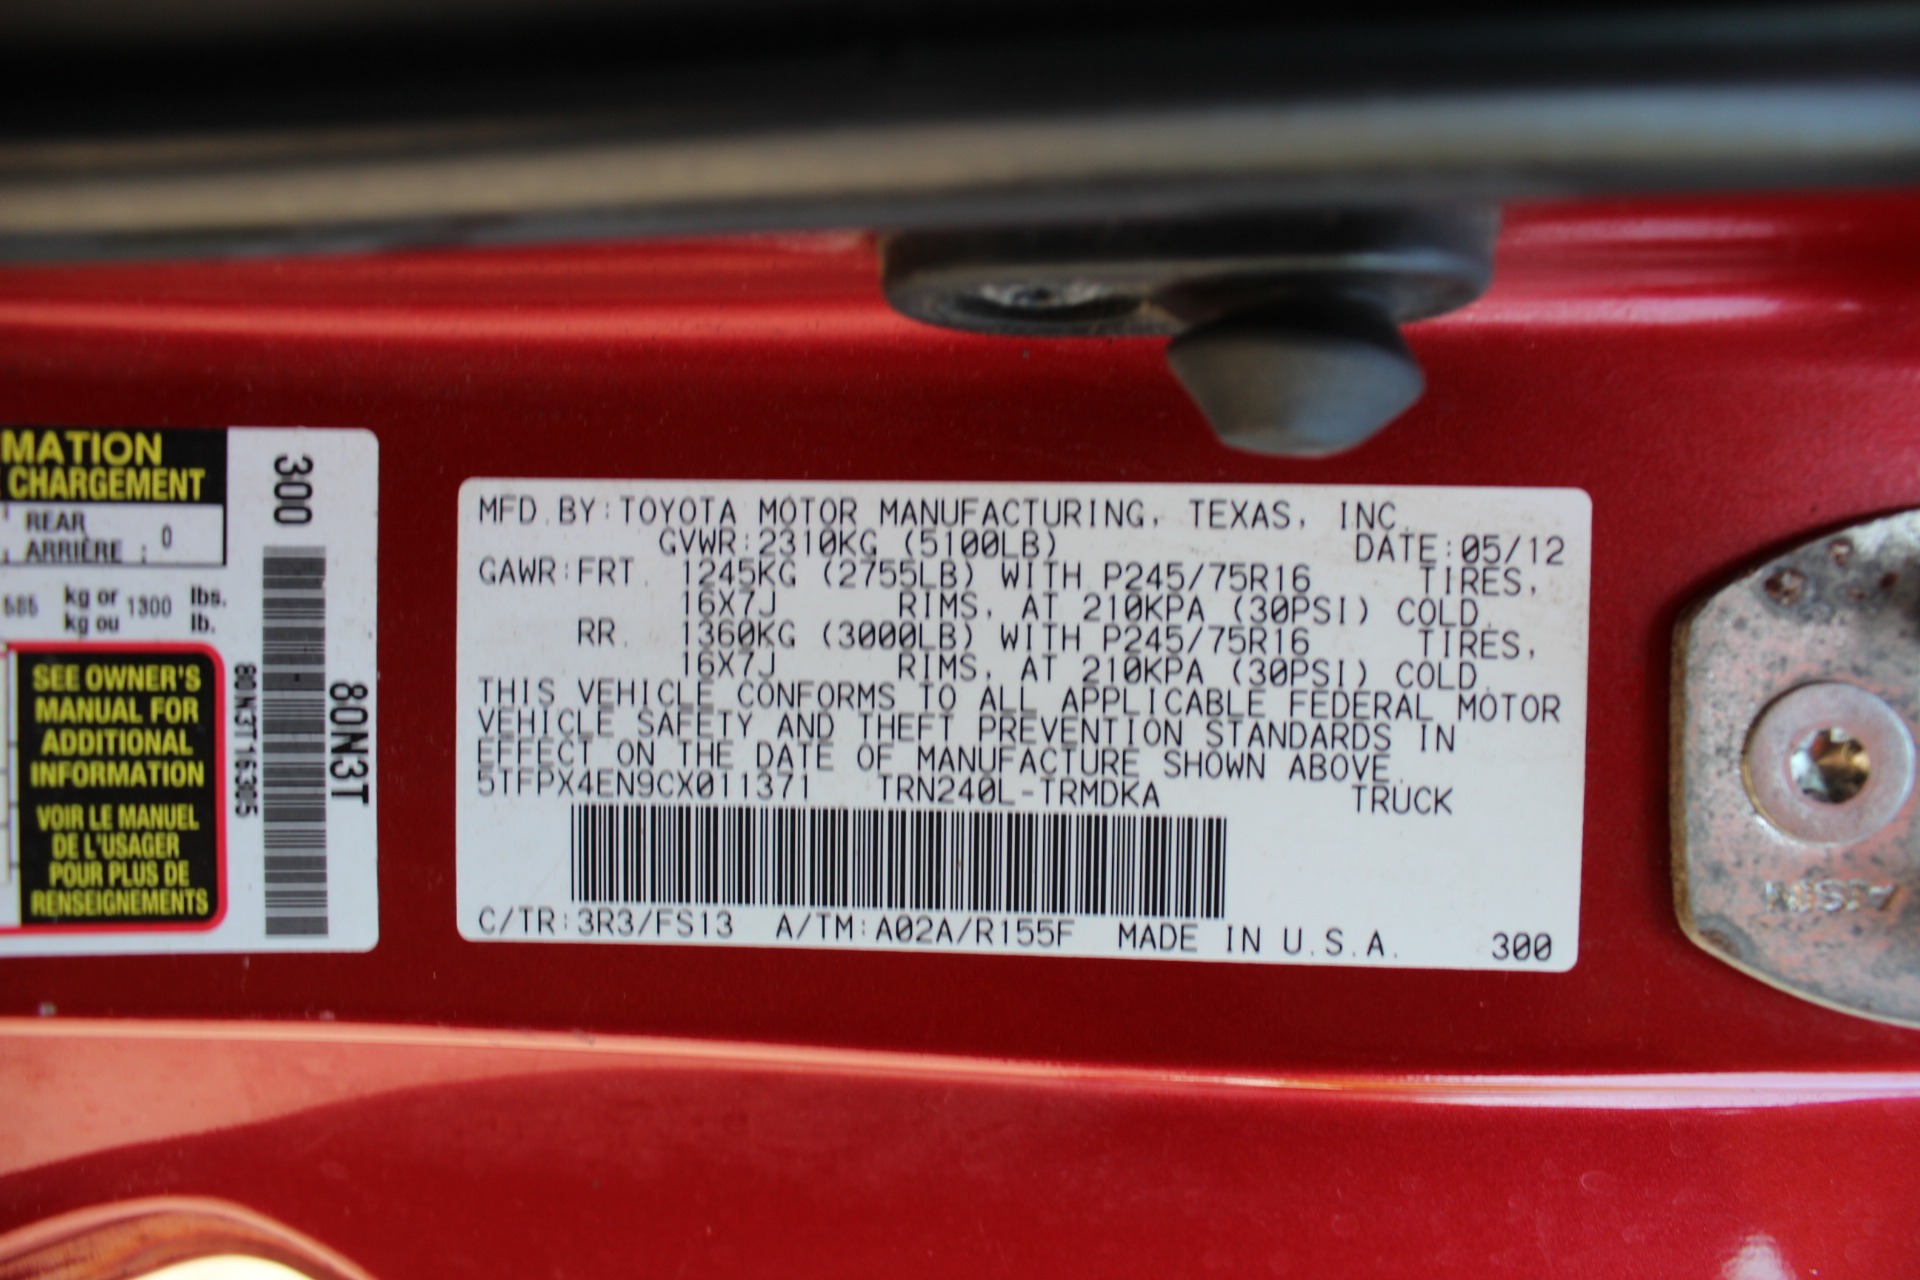 MATION
CHARGEMENT
REAR
ARRIÈRE : 0
kg or 1300 lbs.
kg ou lb.
SEE OWNER'S
MANUAL FOR
ADDITIONAL
INFORMATION
VOIR LE MANUEL
DE L'USAGER
POUR PLUS DE
RENSEIGNEMENTS
300
80N3T16305
80N3T
MFD. BY: TOYOTA MOTOR MANUFACTURING, TEXAS, INC.
GVWR: 2310KG (5100LB) DATE: 05/12
GAWR: FRT. 1245KG (2755LB) WITH P245/75R16 TIRES,
16X7J RIMS, AT 210KPA (30PSI) COLD.
RR. 1360KG (3000LB) WITH P245/75R16 TIRES,
16X7J RIMS, AT 210KPA (30PSI) COLD.
THIS VEHICLE CONFORMS TO ALL APPLICABLE FEDERAL MOTOR
VEHICLE SAFETY AND THEFT PREVENTION STANDARDS IN
EFFECT ON THE DATE OF MANUFACTURE SHOWN ABOVE.
5TFPX4EN9CX011371 TRN240L-TRMDKA TRUCK
C/TR: 3R3/FS13 A/TM: A02A/R155F MADE IN U.S.A. 300